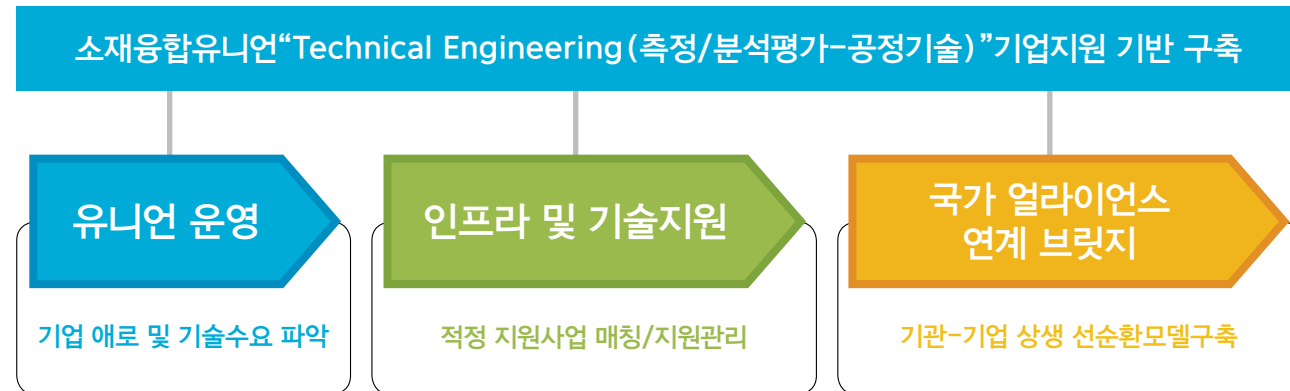 소재융합유니언“Technical Engineering(측정/분석평가-공정기술)”기업지원 기반 구축
유니언 운영
기업 애로 및 기술수요 파악
인프라 및 기술지원
적정 지원사업 매칭/지원관리
국가 얼라이언스
연계 브릿지
기관-기업 상생 선순환모델구축